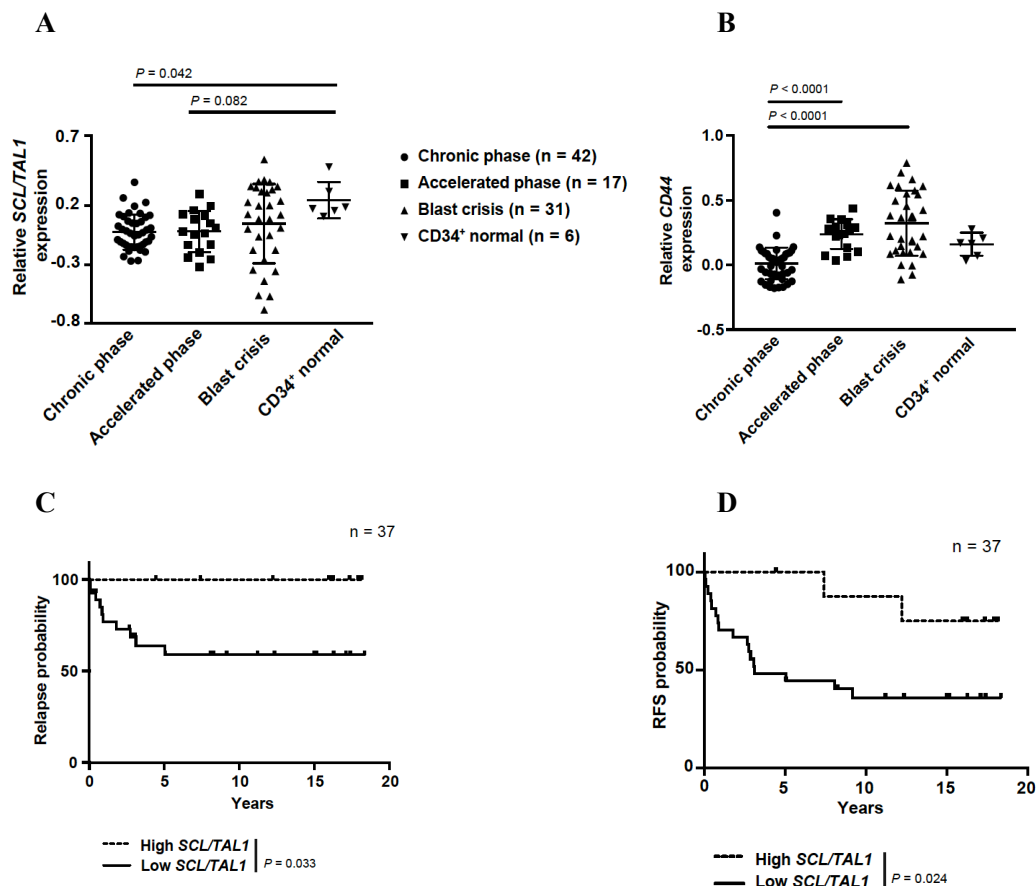 A
P = 0.042
P = 0.082
Relative SCL/TAL1
expression
0.7
0.2
-0.3
-0.8
Chronic phase
Accelerated phase
Blast crisis
CD34⁺ normal
Chronic phase (n = 42)
Accelerated phase (n = 17)
Blast crisis (n = 31)
CD34⁺ normal (n = 6)
B
P < 0.0001
P < 0.0001
Relative CD44
expression
1.0
0.5
0.0
-0.5
Chronic phase
Accelerated phase
Blast crisis
CD34⁺ normal
C
n = 37
Relapse probability
100
50
0
0 5 10 15 20
Years
High SCL/TAL1
Low SCL/TAL1
P = 0.033
D
n = 37
RFS probability
100
50
0
0 5 10 15 20
Years
High SCL/TAL1
Low SCL/TAL1
P = 0.024